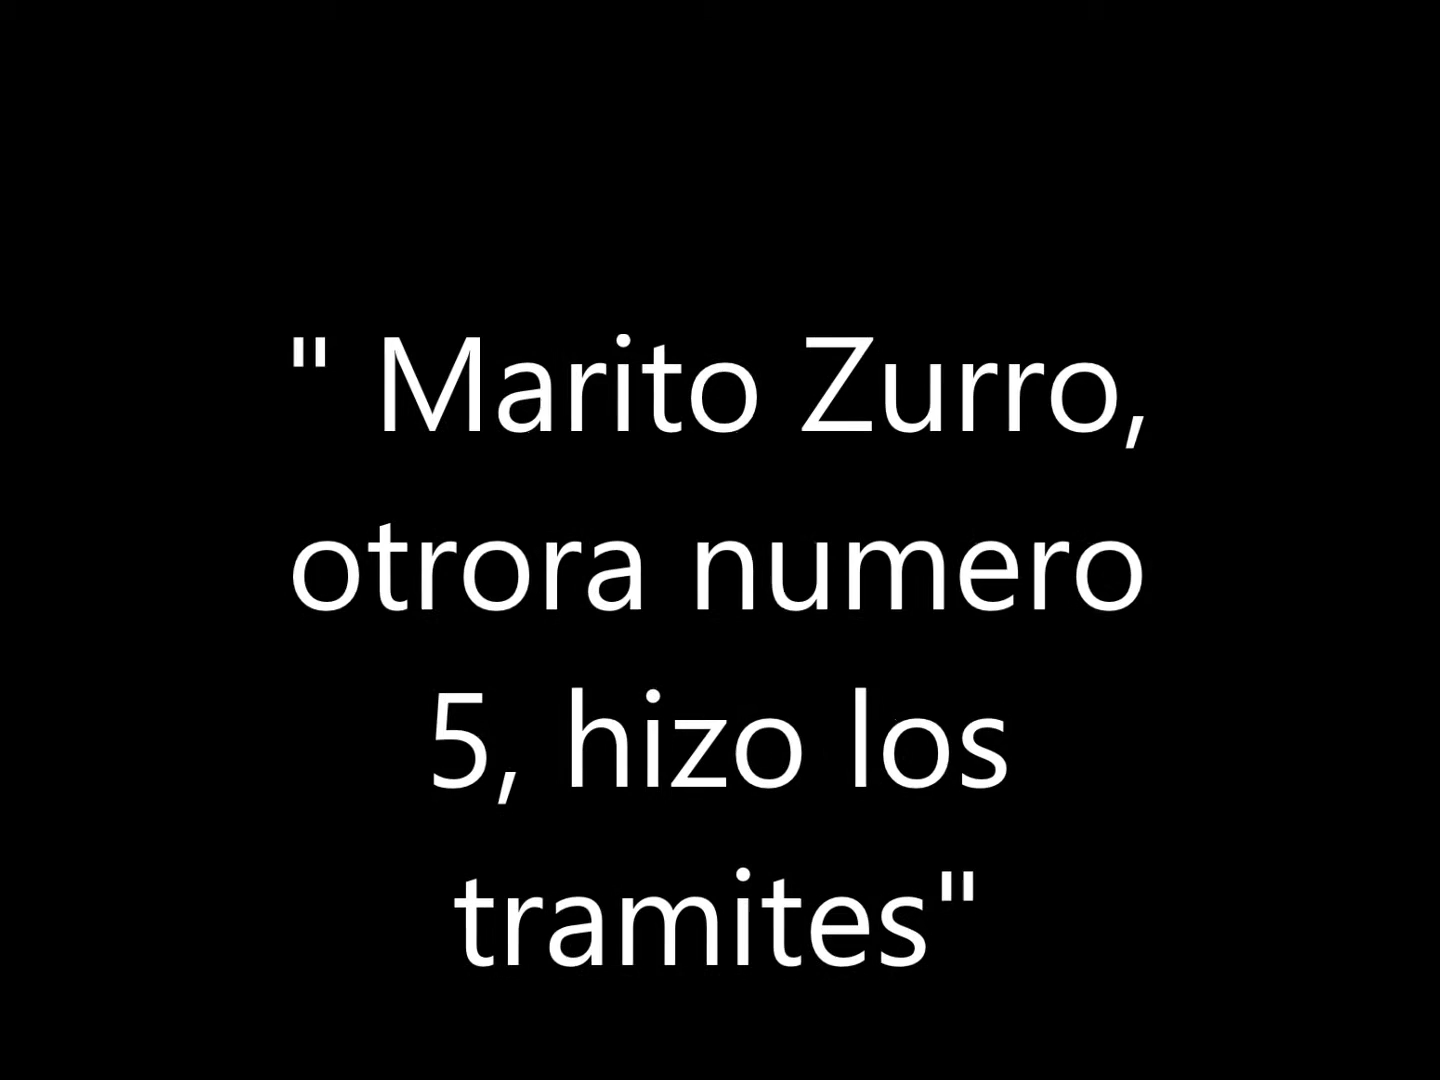 " Marito Zurro,
otrora numero
5, hizo los
tramites"